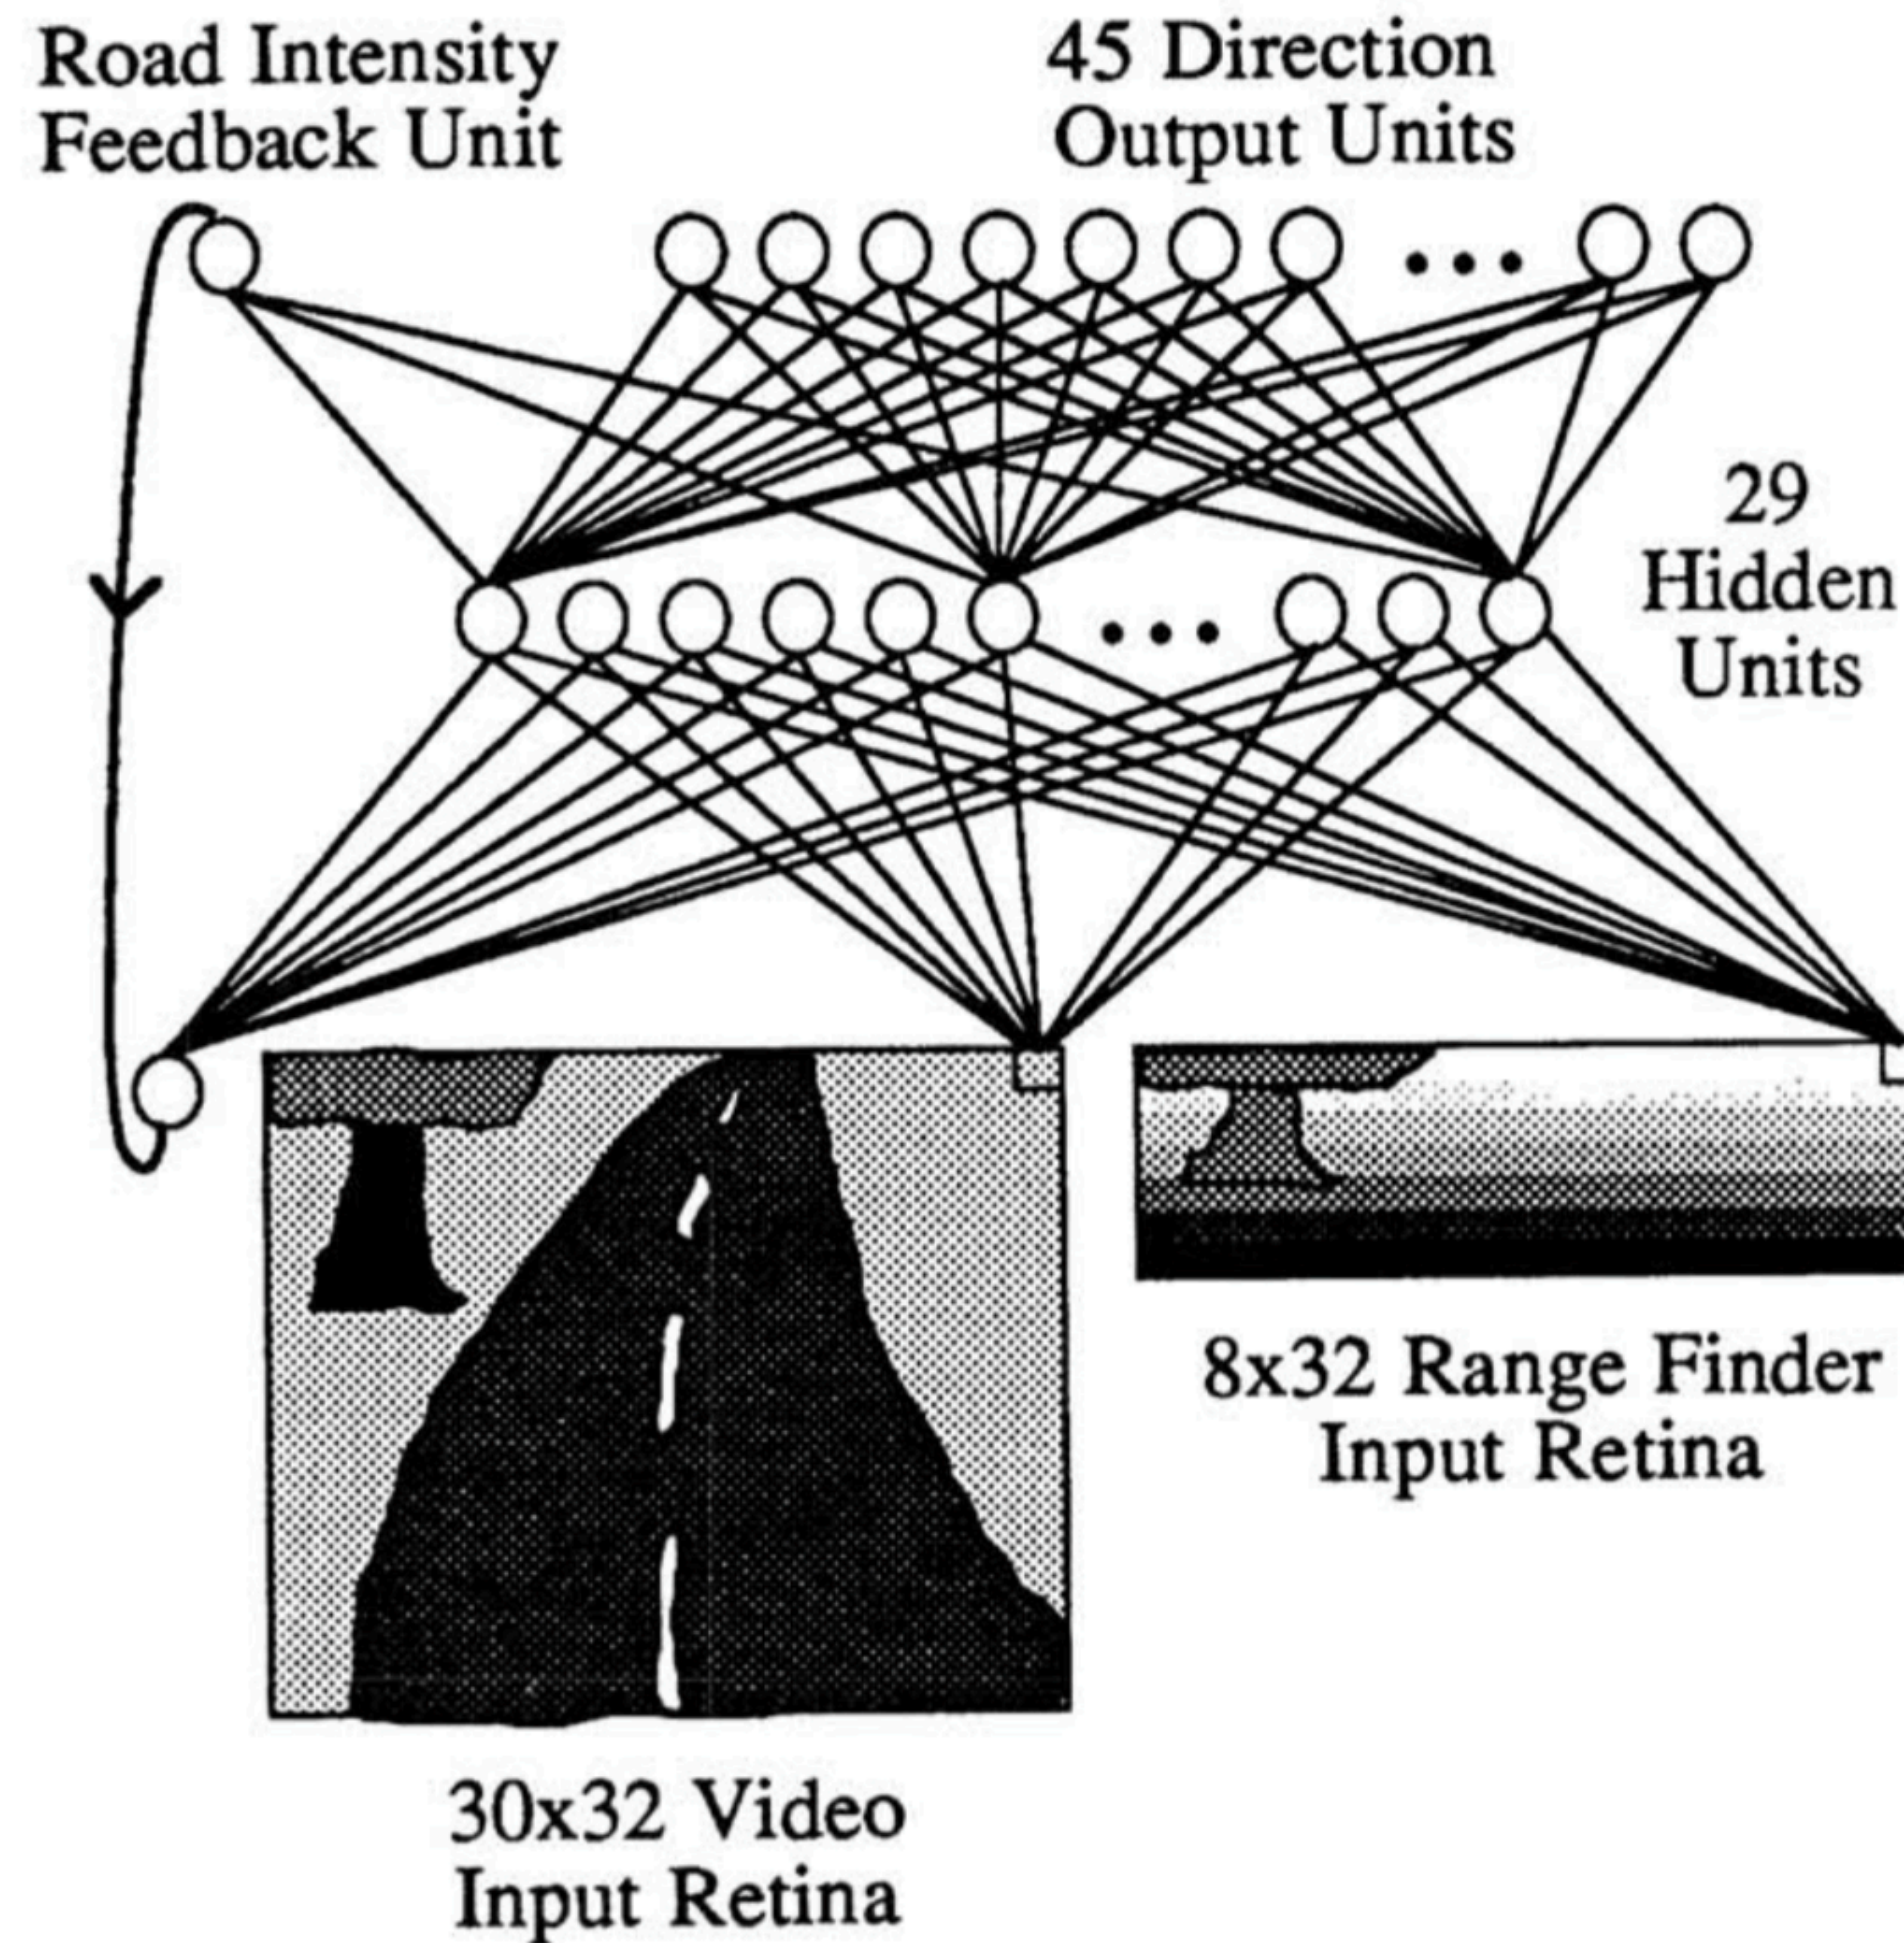 Road Intensity
Feedback Unit
45 Direction
Output Units
29
Hidden
Units
8x32 Range Finder
Input Retina
30x32 Video
Input Retina